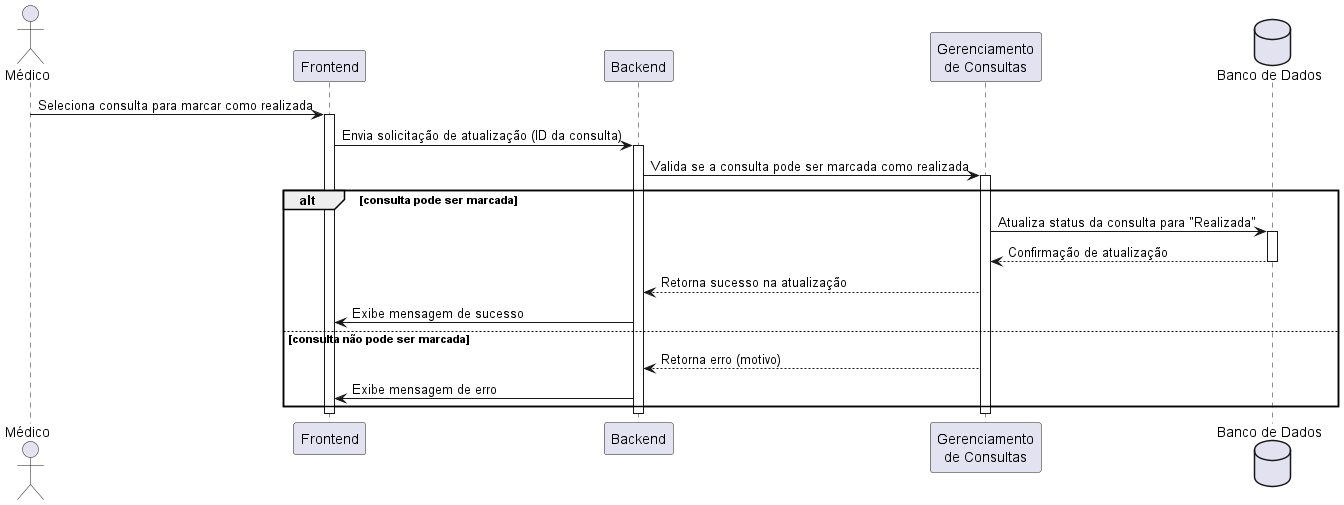 Médico
Frontend
Backend
Gerenciamento
de Consultas
Banco de Dados
Seleciona consulta para marcar como realizada
Envia solicitação de atualização (ID da consulta)
Valida se a consulta pode ser marcada como realizada
alt
[consulta pode ser marcada]
Atualiza status da consulta para "Realizada"
Confirmação de atualização
Retorna sucesso na atualização
Exibe mensagem de sucesso
[consulta não pode ser marcada]
Retorna erro (motivo)
Exibe mensagem de erro
Médico
Frontend
Backend
Gerenciamento
de Consultas
Banco de Dados